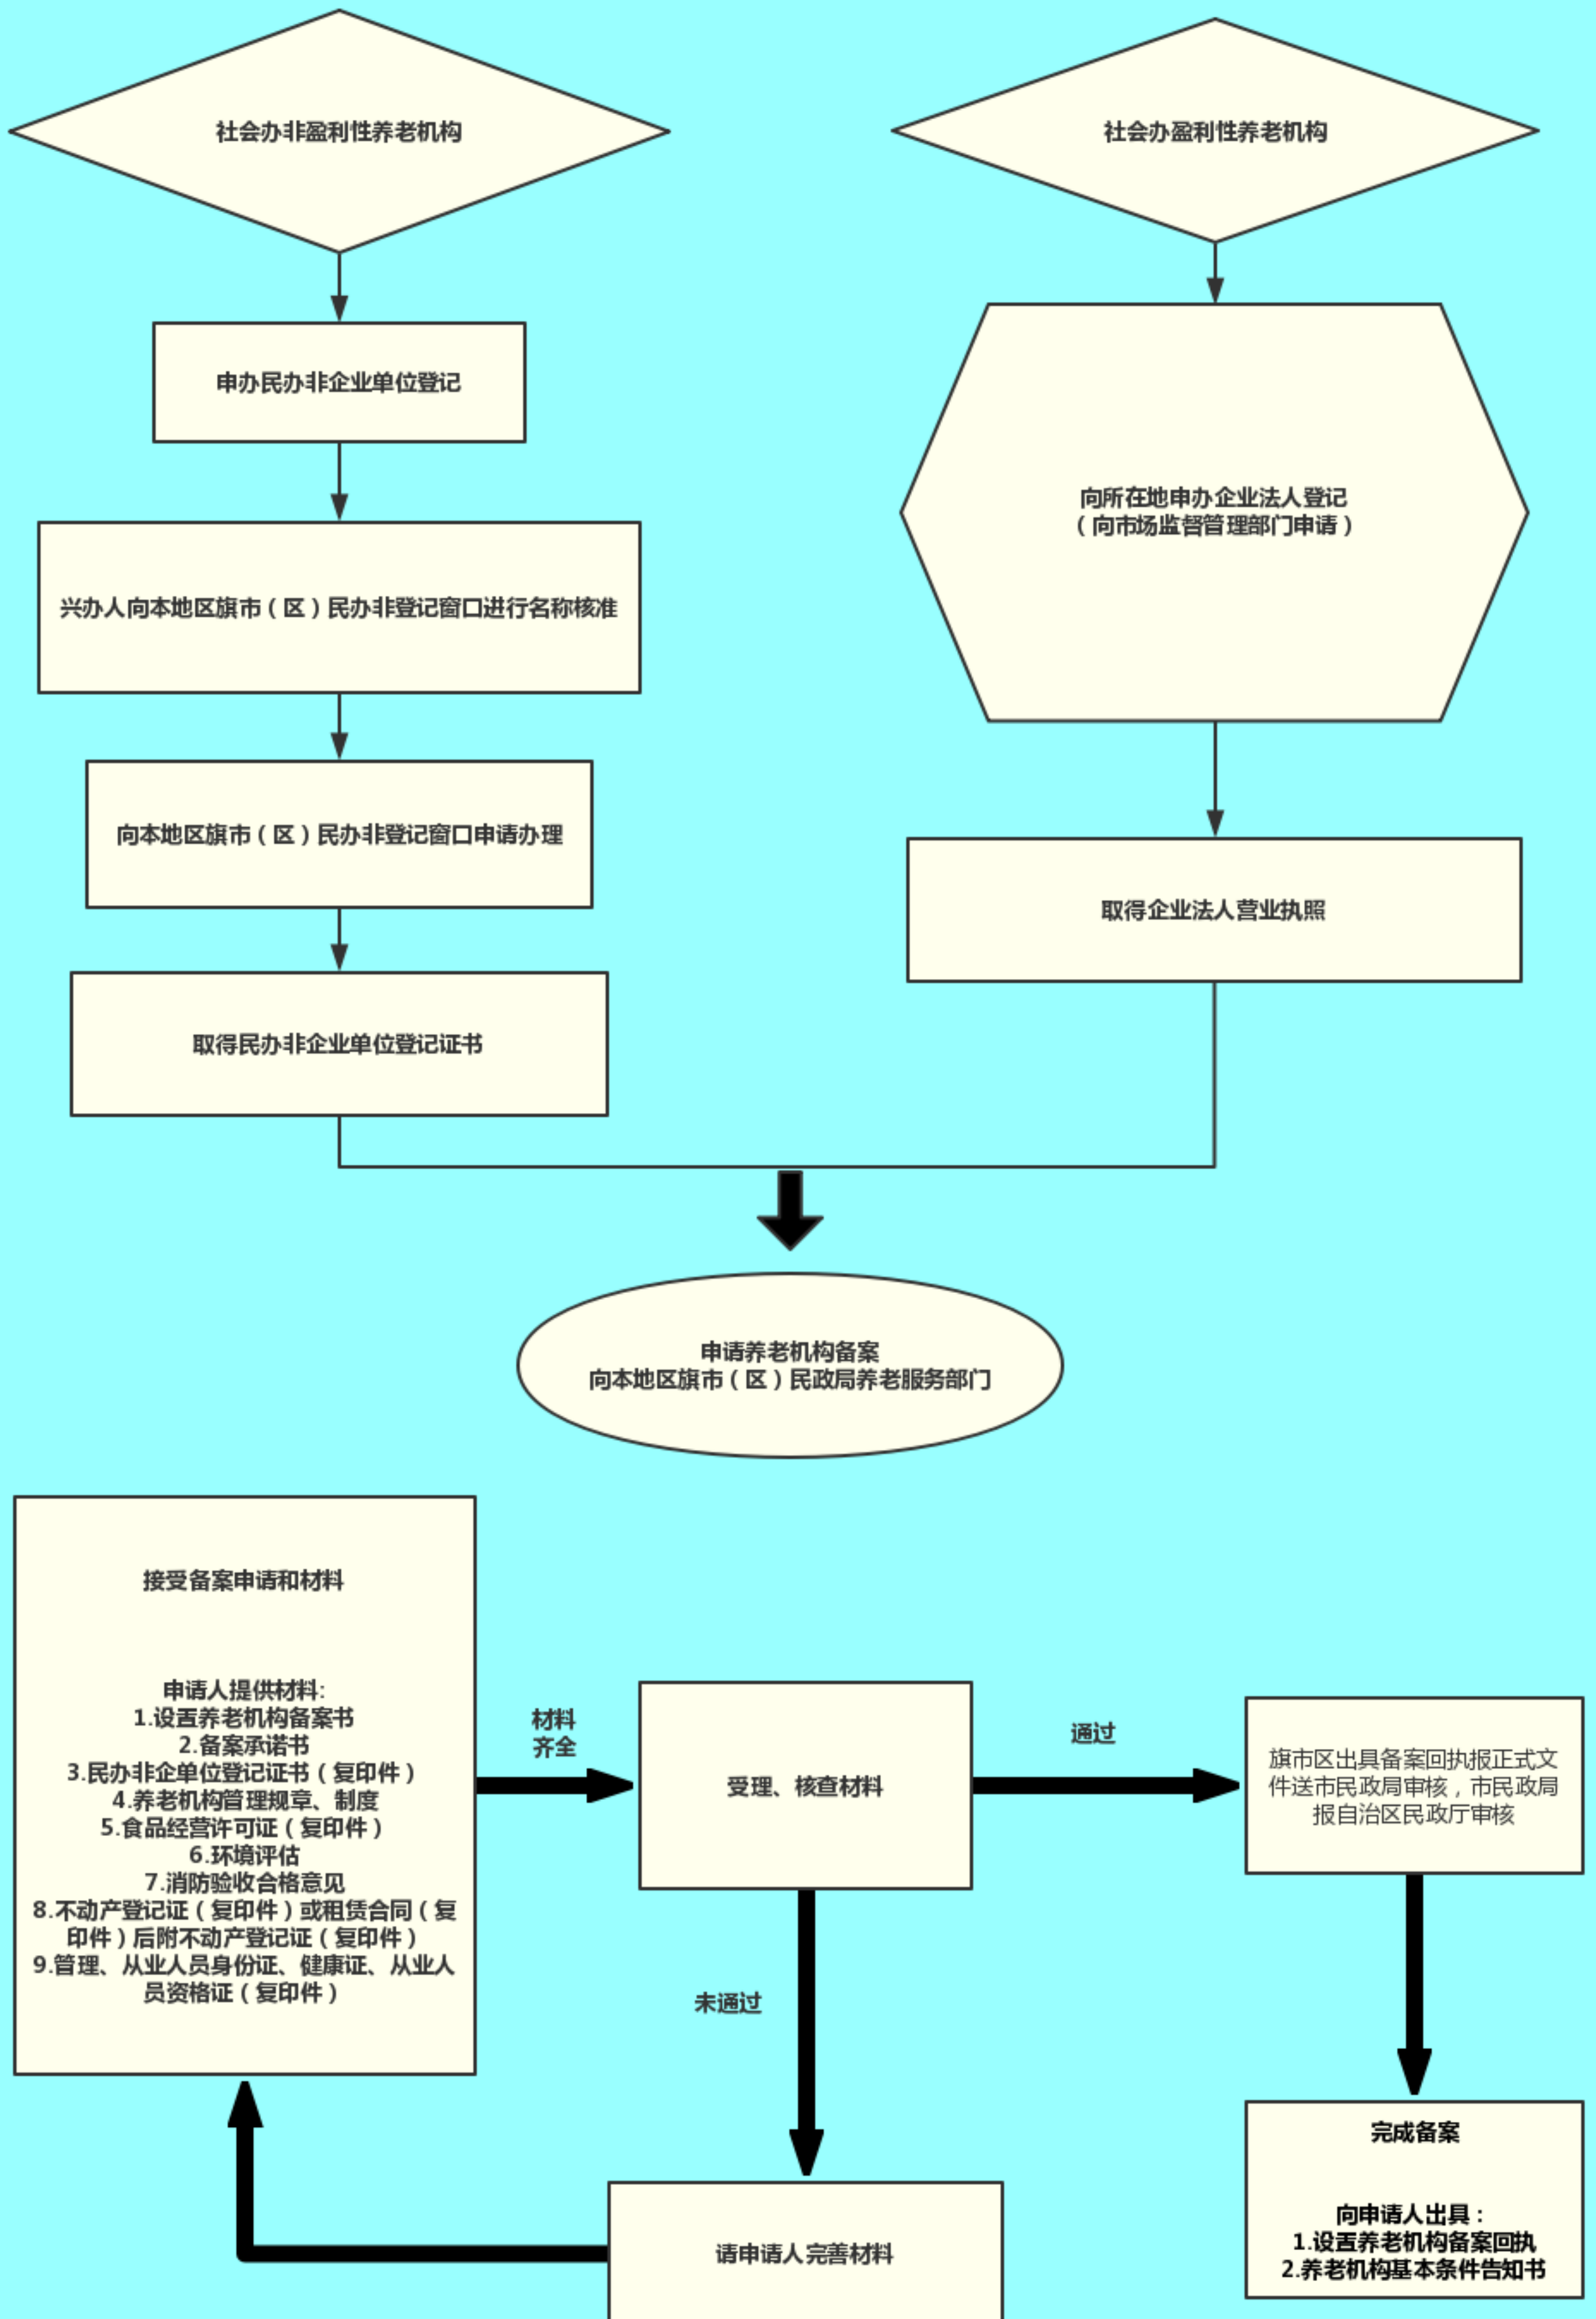 社会办非盈利性养老机构
申办民办非企业单位登记
兴办人向本地区旗市（区）民办非登记窗口进行名称核准
向本地区旗市（区）民办非登记窗口申请办理
取得民办非企业单位登记证书
社会办盈利性养老机构
向所在地申办企业法人登记
（向市场监督管理部门申请）
取得企业法人营业执照
申请养老机构备案
向本地区旗市（区）民政局养老服务部门
接受备案申请和材料
申请人提供材料:
1.设置养老机构备案书
2.备案承诺书
3.民办非企单位登记证书（复印件）
4.养老机构管理规章、制度
5.食品经营许可证（复印件）
6.环境评估
7.消防验收合格意见
8.不动产登记证（复印件）或租赁合同（复
印件）后附不动产登记证（复印件）
9.管理、从业人员身份证、健康证、从业人
员资格证（复印件）
材料
齐全
受理、核查材料
通过
旗市区出具备案回执报正式文
件送市民政局审核，市民政局
报自治区民政厅审核
未通过
请申请人完善材料
完成备案
向申请人出具：
1.设置养老机构备案回执
2.养老机构基本条件告知书